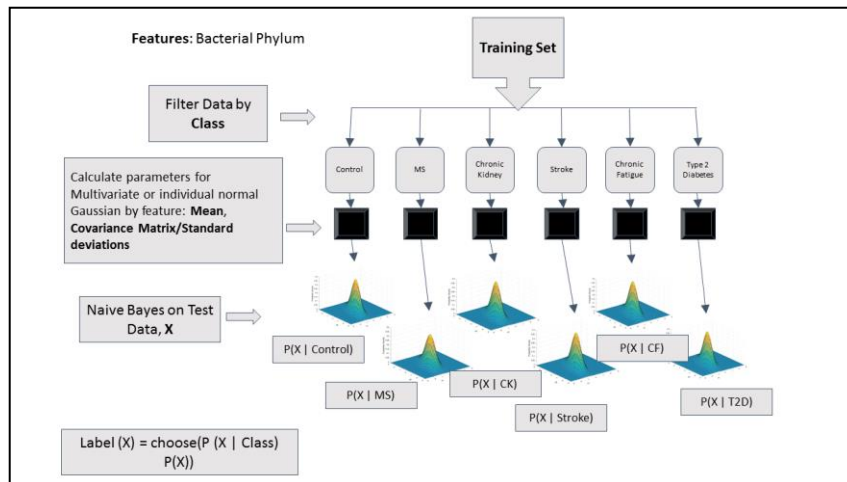 Features: Bacterial Phylum
Training Set
Filter Data by
Class
Control
MS
Chronic
Kidney
Stroke
Chronic
Fatigue
Type 2
Diabetes
Calculate parameters for
Multivariate or individual normal
Gaussian by feature: Mean,
Covariance Matrix/Standard
deviations
Naive Bayes on Test
Data, X
P(X | Control)
P(X | MS)
P(X | CK)
P(X | Stroke)
P(X | CF)
P(X | T2D)
Label (X) = choose(P (X | Class)
P(X))